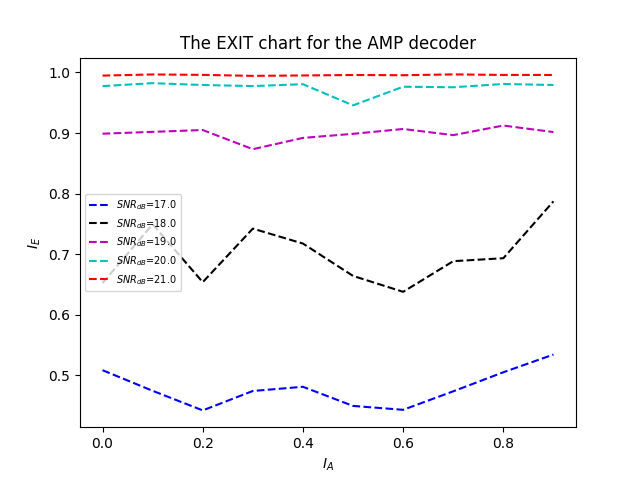 The EXIT chart for the AMP decoder
1.0
0.9
0.8
0.7
0.6
0.5
I_E
SNR_dB=17.0
SNR_dB=18.0
SNR_dB=19.0
SNR_dB=20.0
SNR_dB=21.0
0.0 0.2 0.4 0.6 0.8
I_A